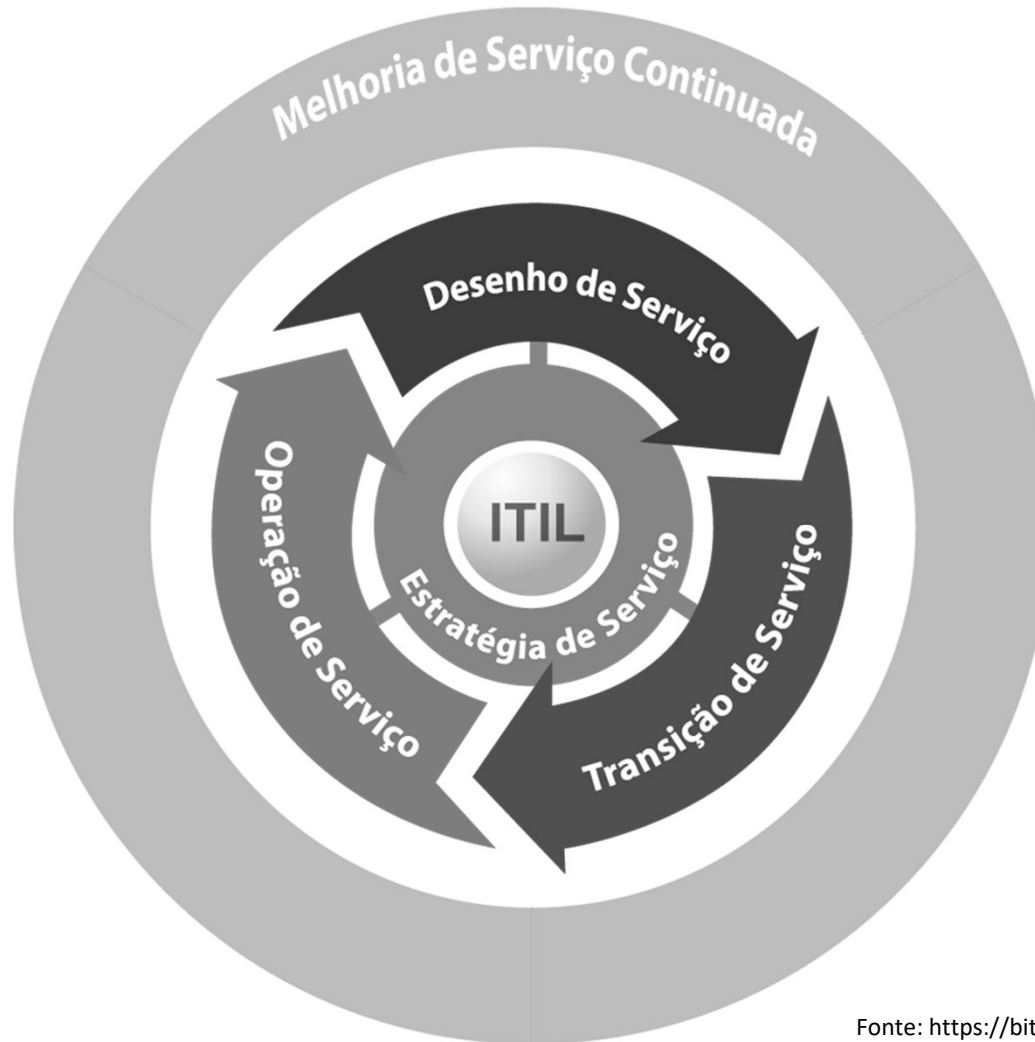 Melhoria de Serviço Continuada
Desenho de Serviço
Operação de Serviço
ITIL
Estratégia de Serviço
Transição de Serviço
Fonte: https://bit